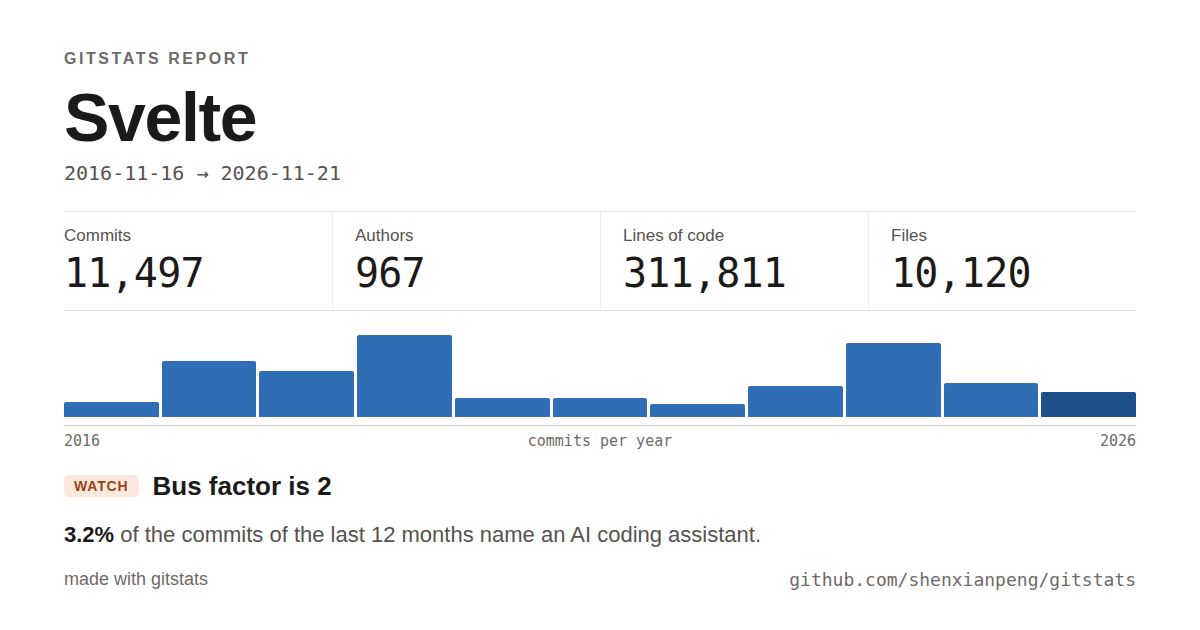 GITSTATS REPORT
Svelte
2016-11-16 → 2026-11-21
Commits
11,497
Authors
967
Lines of code
311,811
Files
10,120
2016
commits per year
2026
WATCH
Bus factor is 2
3.2% of the commits of the last 12 months name an AI coding assistant.
made with gitstats
github.com/shenxianpeng/gitstats